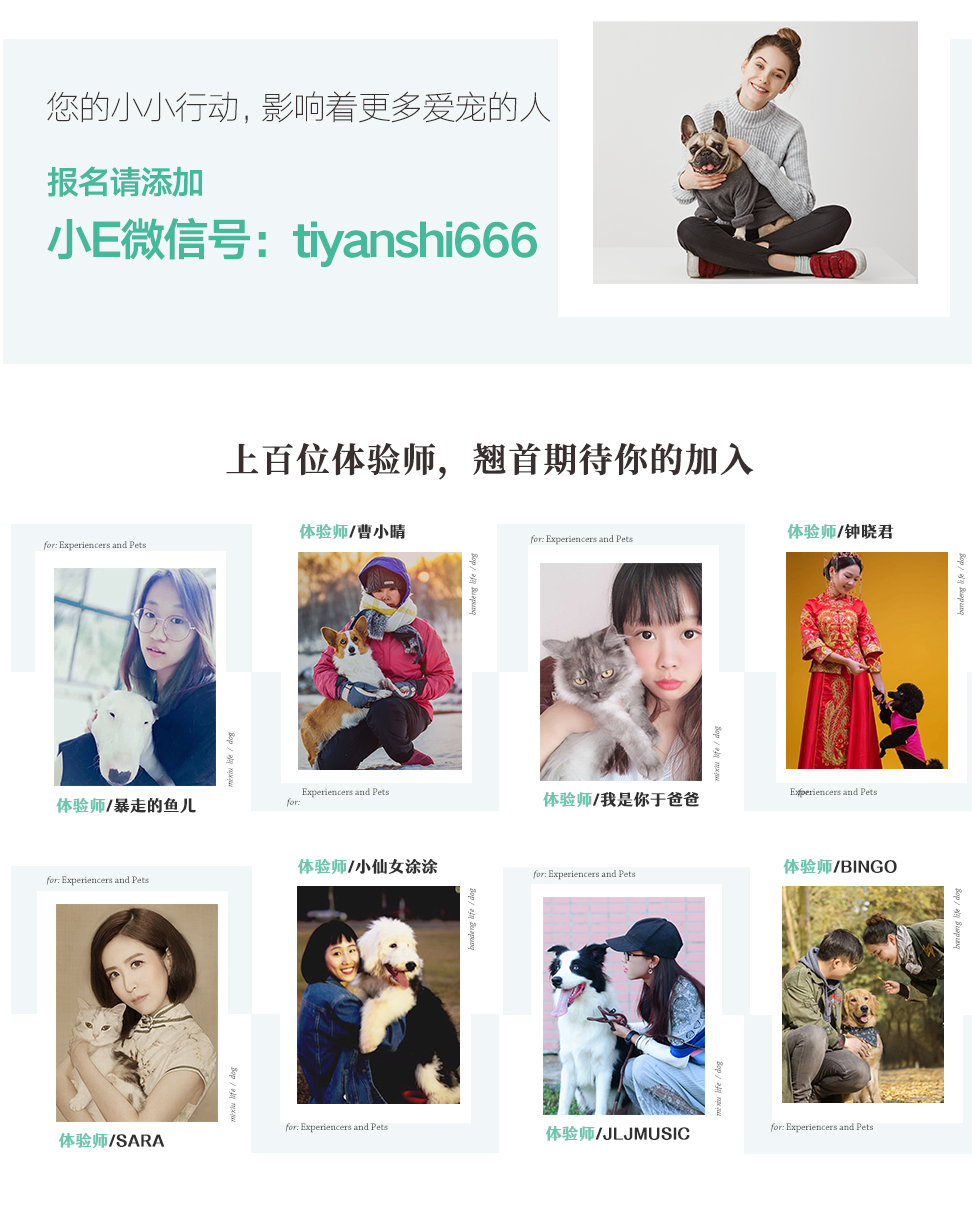 您的小小行动, 影响着更多爱宠的人
报名请添加
小E微信号：tiyanshi666
上百位体验师，翘首期待你的加入
for: Experiencers and Pets
mixiu life / dog
体验师/暴走的鱼儿
体验师/曹小晴
bandeng life / dog
Experiencers and Pets
for:
for: Experiencers and Pets
mixiu life / dog
体验师/我是你于爸爸
体验师/钟晓君
bandeng life / dog
Experiencers and Pets
for: Experiencers and Pets
mixiu life / dog
体验师/SARA
体验师/小仙女涂涂
bandeng life / dog
for: Experiencers and Pets
for: Experiencers and Pets
mixiu life / dog
体验师/JLJMUSIC
体验师/BINGO
bandeng life / dog
for: Experiencers and Pets